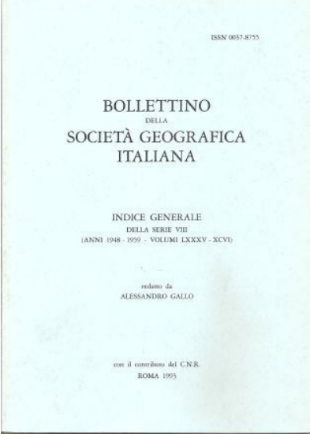 ISSN 0037-8755
BOLLETTINO
DELLA
SOCIETÀ GEOGRAFICA
ITALIANA
INDICE GENERALE
DELLA SERIE VIII
(ANNI 1948 - 1959 - VOLUMI LXXXV - XCVI)
redatto da
ALESSANDRO GALLO
con il contributo del C.N.R.
ROMA 1993